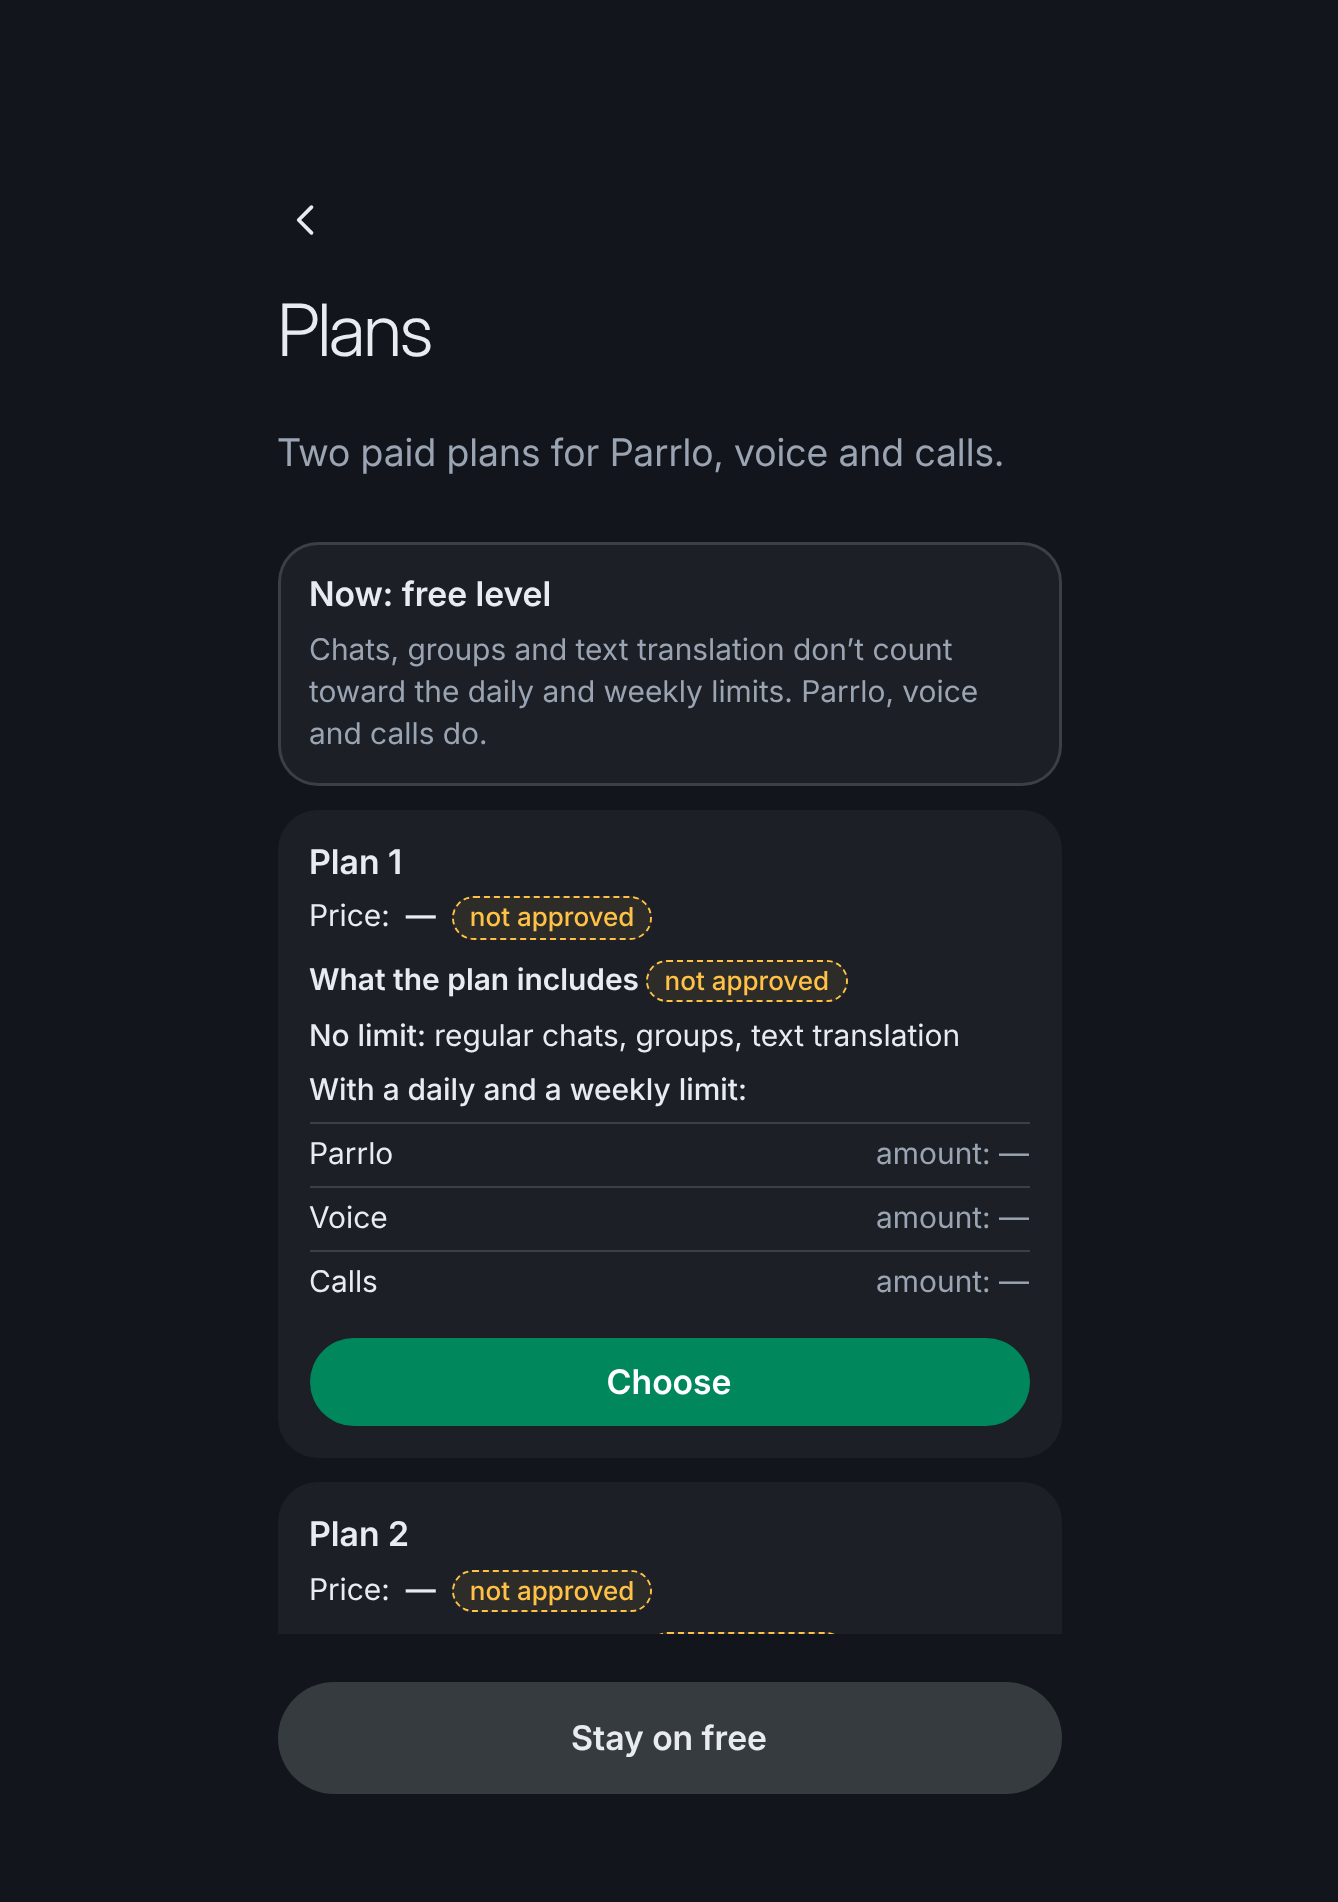 Plans
Two paid plans for Parrlo, voice and calls.
Now: free level
Chats, groups and text translation don’t count
toward the daily and weekly limits. Parrlo, voice
and calls do.
Plan 1
Price: — not approved
What the plan includes not approved
No limit: regular chats, groups, text translation
With a daily and a weekly limit:
Parrlo amount: —
Voice amount: —
Calls amount: —
Choose
Plan 2
Price: — not approved
Stay on free